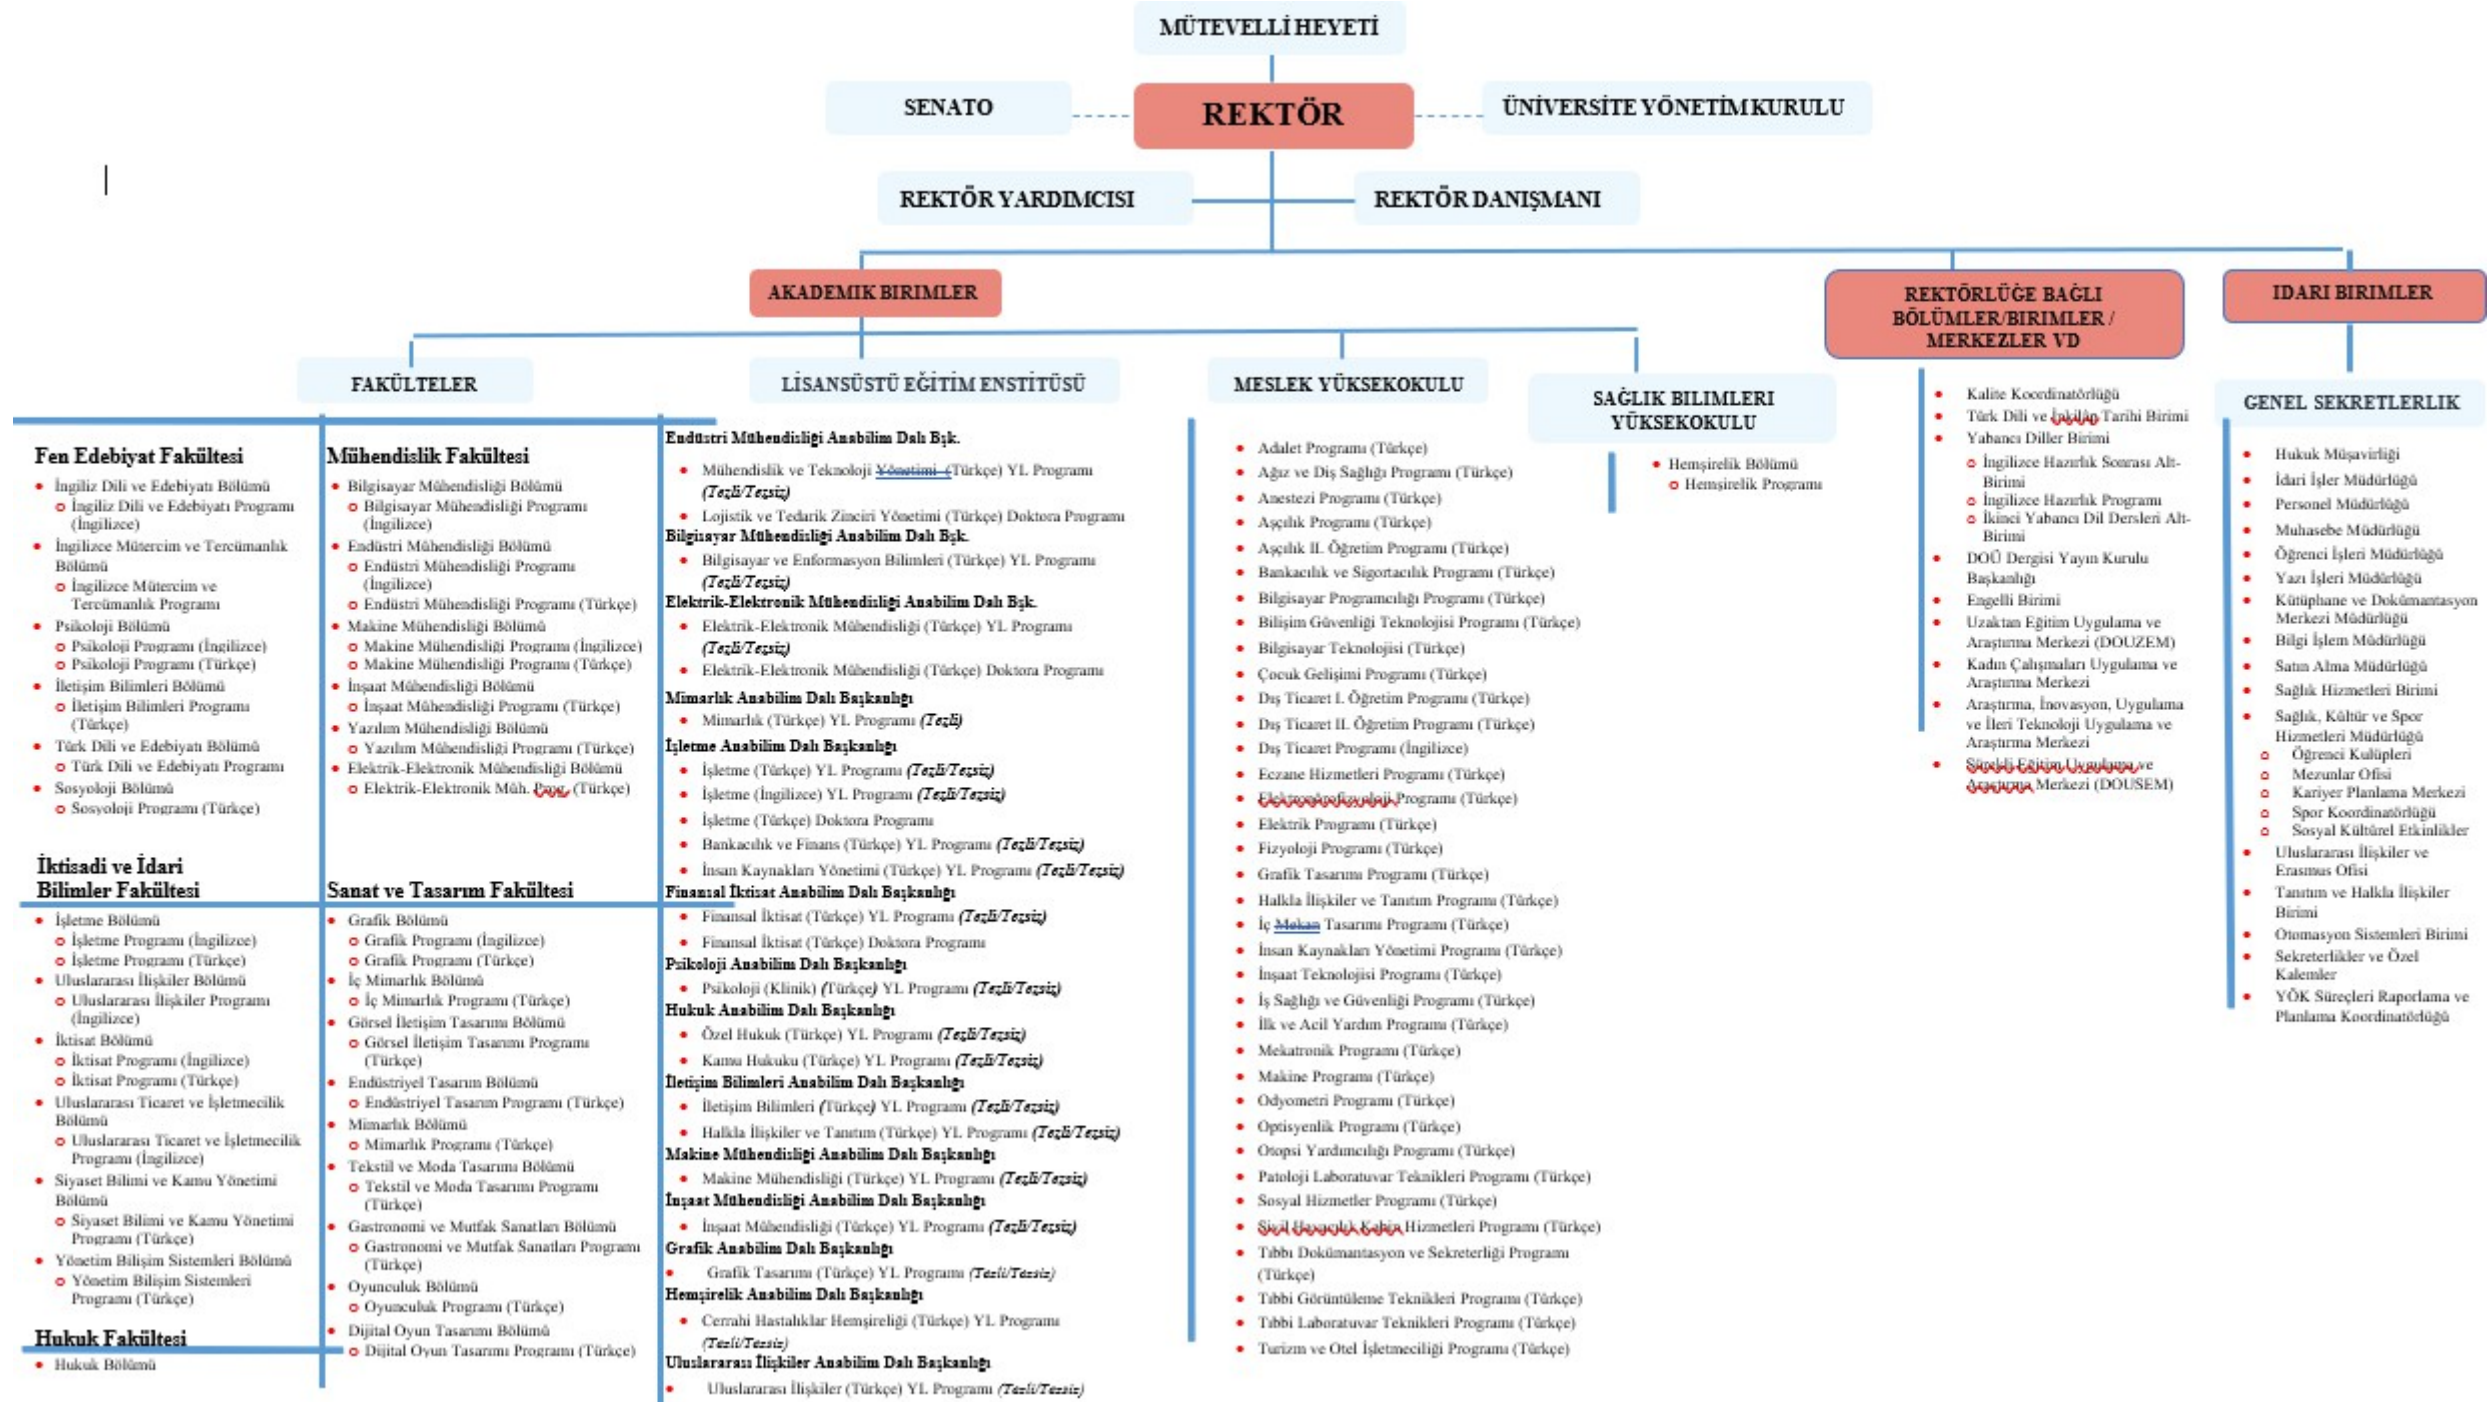 MÜTEVELLİ HEYETİ
SENATO
REKTÖR
ÜNİVERSİTE YÖNETİM KURULU
REKTÖR YARDIMCISI
REKTÖR DANIŞMANI
AKADEMIK BIRIMLER
REKTÖRLÜĞE BAĞLI
BÖLÜMLER/BIRIMLER /
MERKEZLER VD
IDARI BIRIMLER
FAKÜLTELER
LİSANSÜSTÜ EĞİTİM ENSTİTÜSÜ
MESLEK YÜKSEKOKULU
SAĞLIK BILIMLERI
YÜKSEKOKULU
GENEL SEKRETLERLIK
Fen Edebiyat Fakültesi
İngiliz Dili ve Edebiyatı Bölümü
İngiliz Dili ve Edebiyatı Programı
(İngilizce)
İngilizce Mütercim ve Tercümanlık
Bölümü
İngilizce Mütercim ve
Tercümanlık Programı
Psikoloji Bölümü
Psikoloji Programı (İngilizce)
Psikoloji Programı (Türkçe)
İletişim Bilimleri Bölümü
İletişim Bilimleri Programı
(Türkçe)
Türk Dili ve Edebiyatı Bölümü
Türk Dili ve Edebiyatı Programı
Sosyoloji Bölümü
Sosyoloji Programı (Türkçe)
İktisadi ve İdari
Bilimler Fakültesi
İşletme Bölümü
İşletme Programı (İngilizce)
İşletme Programı (Türkçe)
Uluslararası İlişkiler Bölümü
Uluslararası İlişkiler Programı
(İngilizce)
İktisat Bölümü
İktisat Programı (İngilizce)
İktisat Programı (Türkçe)
Uluslararası Ticaret ve İşletmecilik
Bölümü
Uluslararası Ticaret ve İşletmecilik
Programı (İngilizce)
Siyaset Bilimi ve Kamu Yönetimi
Bölümü
Siyaset Bilimi ve Kamu Yönetimi
Programı (Türkçe)
Yönetim Bilişim Sistemleri Bölümü
Yönetim Bilişim Sistemleri
Programı (Türkçe)
Hukuk Fakültesi
Hukuk Bölümü
Mühendislik Fakültesi
Bilgisayar Mühendisliği Bölümü
Bilgisayar Mühendisliği Programı
(İngilizce)
Endüstri Mühendisliği Bölümü
Endüstri Mühendisliği Programı
(İngilizce)
Endüstri Mühendisliği Programı (Türkçe)
Makine Mühendisliği Bölümü
Makine Mühendisliği Programı (İngilizce)
Makine Mühendisliği Programı (Türkçe)
İnşaat Mühendisliği Bölümü
İnşaat Mühendisliği Programı (Türkçe)
Yazılım Mühendisliği Bölümü
Yazılım Mühendisliği Programı (Türkçe)
Elektrik-Elektronik Mühendisliği Bölümü
Elektrik-Elektronik Müh. Prog. (Türkçe)
Sanat ve Tasarım Fakültesi
Grafik Bölümü
Grafik Programı (İngilizce)
Grafik Programı (Türkçe)
İç Mimarlık Bölümü
İç Mimarlık Programı (Türkçe)
Görsel İletişim Tasarımı Bölümü
Görsel İletişim Tasarımı Programı
(Türkçe)
Endüstriyel Tasarım Bölümü
Endüstriyel Tasarım Programı (Türkçe)
Mimarlık Bölümü
Mimarlık Programı (Türkçe)
Tekstil ve Moda Tasarımı Bölümü
Tekstil ve Moda Tasarımı Programı
(Türkçe)
Gastronomi ve Mutfak Sanatları Bölümü
Gastronomi ve Mutfak Sanatları Programı
(Türkçe)
Oyunculuk Bölümü
Oyunculuk Programı (Türkçe)
Dijital Oyun Tasarımı Bölümü
Dijital Oyun Tasarımı Programı (Türkçe)
Endüstri Mühendisliği Anabilim Dalı Bşk.
Mühendislik ve Teknoloji Yönetimi (Türkçe) YL Programı
(Tezli/Tezsiz)
Lojistik ve Tedarik Zinciri Yönetimi (Türkçe) Doktora Programı
Bilgisayar Mühendisliği Anabilim Dalı Bşk.
Bilgisayar ve Enformasyon Bilimleri (Türkçe) YL Programı
(Tezli/Tezsiz)
Elektrik-Elektronik Mühendisliği Anabilim Dalı Bşk.
Elektrik-Elektronik Mühendisliği (Türkçe) YL Programı
(Tezli/Tezsiz)
Elektrik-Elektronik Mühendisliği (Türkçe) Doktora Programı
Mimarlık Anabilim Dalı Başkanlığı
Mimarlık (Türkçe) YL Programı (Tezli)
İşletme Anabilim Dalı Başkanlığı
İşletme (Türkçe) YL Programı (Tezli/Tezsiz)
İşletme (İngilizce) YL Programı (Tezli/Tezsiz)
İşletme (Türkçe) Doktora Programı
Bankacılık ve Finans (Türkçe) YL Programı (Tezli/Tezsiz)
İnsan Kaynakları Yönetimi (Türkçe) YL Programı (Tezli/Tezsiz)
Finansal İktisat Anabilim Dalı Başkanlığı
Finansal İktisat (Türkçe) YL Programı (Tezli/Tezsiz)
Finansal İktisat (Türkçe) Doktora Programı
Psikoloji Anabilim Dalı Başkanlığı
Psikoloji (Klinik) (Türkçe) YL Programı (Tezli/Tezsiz)
Hukuk Anabilim Dalı Başkanlığı
Özel Hukuk (Türkçe) YL Programı (Tezli/Tezsiz)
Kamu Hukuku (Türkçe) YL Programı (Tezli/Tezsiz)
İletişim Bilimleri Anabilim Dalı Başkanlığı
İletişim Bilimleri (Türkçe) YL Programı (Tezli/Tezsiz)
Halkla İlişkiler ve Tanıtım (Türkçe) YL Programı (Tezli/Tezsiz)
Makine Mühendisliği Anabilim Dalı Başkanlığı
Makine Mühendisliği (Türkçe) YL Programı (Tezli/Tezsiz)
İnşaat Mühendisliği Anabilim Dalı Başkanlığı
İnşaat Mühendisliği (Türkçe) YL Programı (Tezli/Tezsiz)
Grafik Anabilim Dalı Başkanlığı
Grafik Tasarımı (Türkçe) YL Programı (Tezli/Tezsiz)
Hemşirelik Anabilim Dalı Başkanlığı
Cerrahi Hastalıklar Hemşireliği (Türkçe) YL Programı
(Tezli/Tezsiz)
Uluslararası İlişkiler Anabilim Dalı Başkanlığı
Uluslararası İlişkiler (Türkçe) YL Programı (Tezli/Tezsiz)
Adalet Programı (Türkçe)
Ağız ve Diş Sağlığı Programı (Türkçe)
Anestezi Programı (Türkçe)
Aşçılık Programı (Türkçe)
Aşçılık II. Öğretim Programı (Türkçe)
Bankacılık ve Sigortacılık Programı (Türkçe)
Bilgisayar Programcılığı Programı (Türkçe)
Bilişim Güvenliği Teknolojisi Programı (Türkçe)
Bilgisayar Teknolojisi (Türkçe)
Çocuk Gelişimi Programı (Türkçe)
Dış Ticaret I. Öğretim Programı (Türkçe)
Dış Ticaret II. Öğretim Programı (Türkçe)
Dış Ticaret Programı (İngilizce)
Eczane Hizmetleri Programı (Türkçe)
Elektronörofizyoloji Programı (Türkçe)
Elektrik Programı (Türkçe)
Fizyoloji Programı (Türkçe)
Grafik Tasarımı Programı (Türkçe)
Halkla İlişkiler ve Tanıtım Programı (Türkçe)
İç Mekan Tasarımı Programı (Türkçe)
İnsan Kaynakları Yönetimi Programı (Türkçe)
İnşaat Teknolojisi Programı (Türkçe)
İş Sağlığı ve Güvenliği Programı (Türkçe)
İlk ve Acil Yardım Programı (Türkçe)
Mekatronik Programı (Türkçe)
Makine Programı (Türkçe)
Odyometri Programı (Türkçe)
Optisyenlik Programı (Türkçe)
Otopsi Yardımcılığı Programı (Türkçe)
Patoloji Laboratuvar Teknikleri Programı (Türkçe)
Sosyal Hizmetler Programı (Türkçe)
Sivil Havacılık Kabin Hizmetleri Programı (Türkçe)
Tıbbı Dokümantasyon ve Sekreterliği Programı
(Türkçe)
Tıbbi Görüntüleme Teknikleri Programı (Türkçe)
Tıbbi Laboratuvar Teknikleri Programı (Türkçe)
Turizm ve Otel İşletmeciliği Programı (Türkçe)
Hemşirelik Bölümü
Hemşirelik Programı
Kalite Koordinatörlüğü
Türk Dili ve İnkilâp Tarihi Birimi
Yabancı Diller Birimi
İngilizce Hazırlık Sonrası Alt-
Birimi
İngilizce Hazırlık Programı
İkinci Yabancı Dil Dersleri Alt-
Birimi
DOÜ Dergisi Yayın Kurulu
Başkanlığı
Engelli Birimi
Uzaktan Eğitim Uygulama ve
Araştırma Merkezi (DOUZEM)
Kadın Çalışmaları Uygulama ve
Araştırma Merkezi
Araştırma, İnovasyon, Uygulama
ve İleri Teknoloji Uygulama ve
Araştırma Merkezi
Sürekli Eğitim Uygulama ve
Araştırma Merkezi (DOUSEM)
Hukuk Müşavirliği
İdari İşler Müdürlüğü
Personel Müdürlüğü
Muhasebe Müdürlüğü
Öğrenci İşleri Müdürlüğü
Yazı İşleri Müdürlüğü
Kütüphane ve Dokümantasyon
Merkezi Müdürlüğü
Bilgi İşlem Müdürlüğü
Satın Alma Müdürlüğü
Sağlık Hizmetleri Birimi
Sağlık, Kültür ve Spor
Hizmetleri Müdürlüğü
Öğrenci Kulüpleri
Mezunlar Ofisi
Kariyer Planlama Merkezi
Spor Koordinatörlüğü
Sosyal Kültürel Etkinlikler
Uluslararası İlişkiler ve
Erasmus Ofisi
Tanıtım ve Halkla İlişkiler
Birimi
Otomasyon Sistemleri Birimi
Sekreterlikler ve Özel
Kalemler
YÖK Süreçleri Raporlama ve
Planlama Koordinatörlüğü